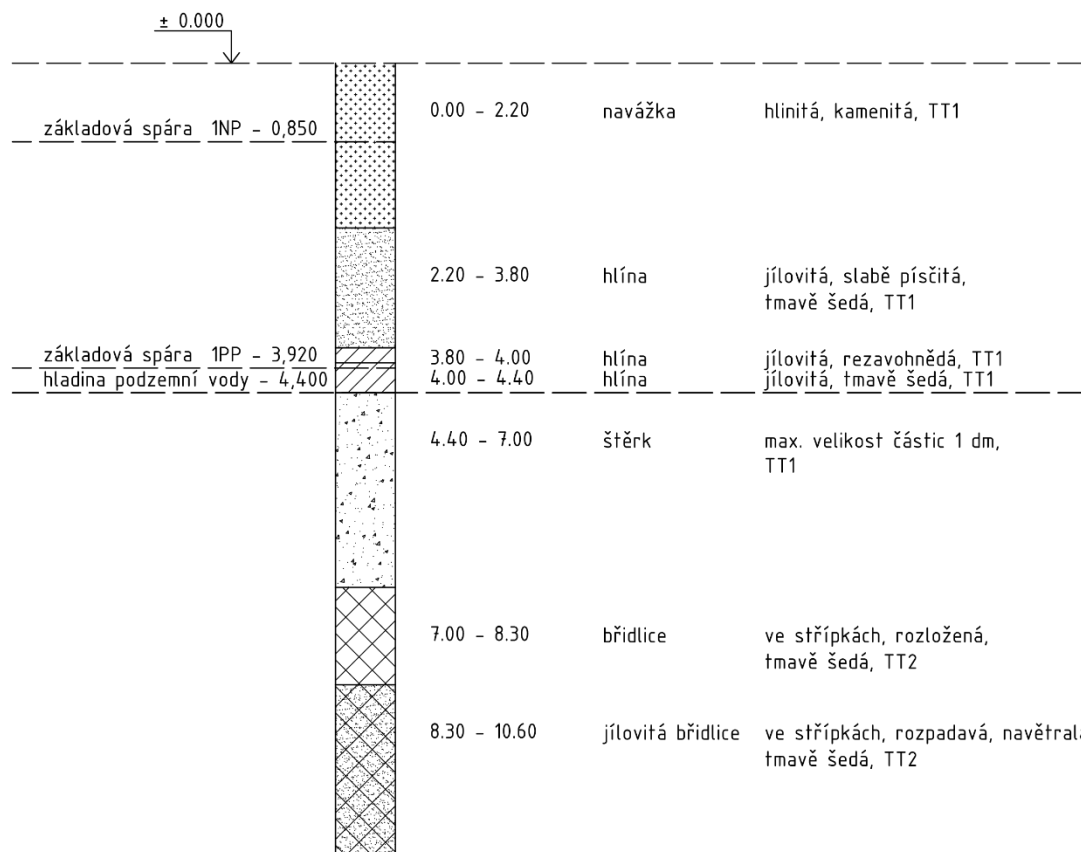 ± 0.000
0.00 - 2.20 navážka hlinitá, kamenitá, TT1
základová spára 1NP - 0,850
2.20 - 3.80 hlína jílovitá, slabě písčitá,
tmavě šedá, TT1
základová spára 1PP - 3,920 3.80 - 4.00 hlína jílovitá, rezavohnědá, TT1
hladina podzemní vody - 4,400 4.00 - 4.40 hlína jílovitá, tmavě šedá, TT1
4.40 - 7.00 štěrk max. velikost částic 1 dm,
TT1
7.00 - 8.30 břidlice ve střípkách, rozložená,
tmavě šedá, TT2
8.30 - 10.60 jílovitá břidlice ve střípkách, rozpadavá, navětralá
tmavě šedá, TT2